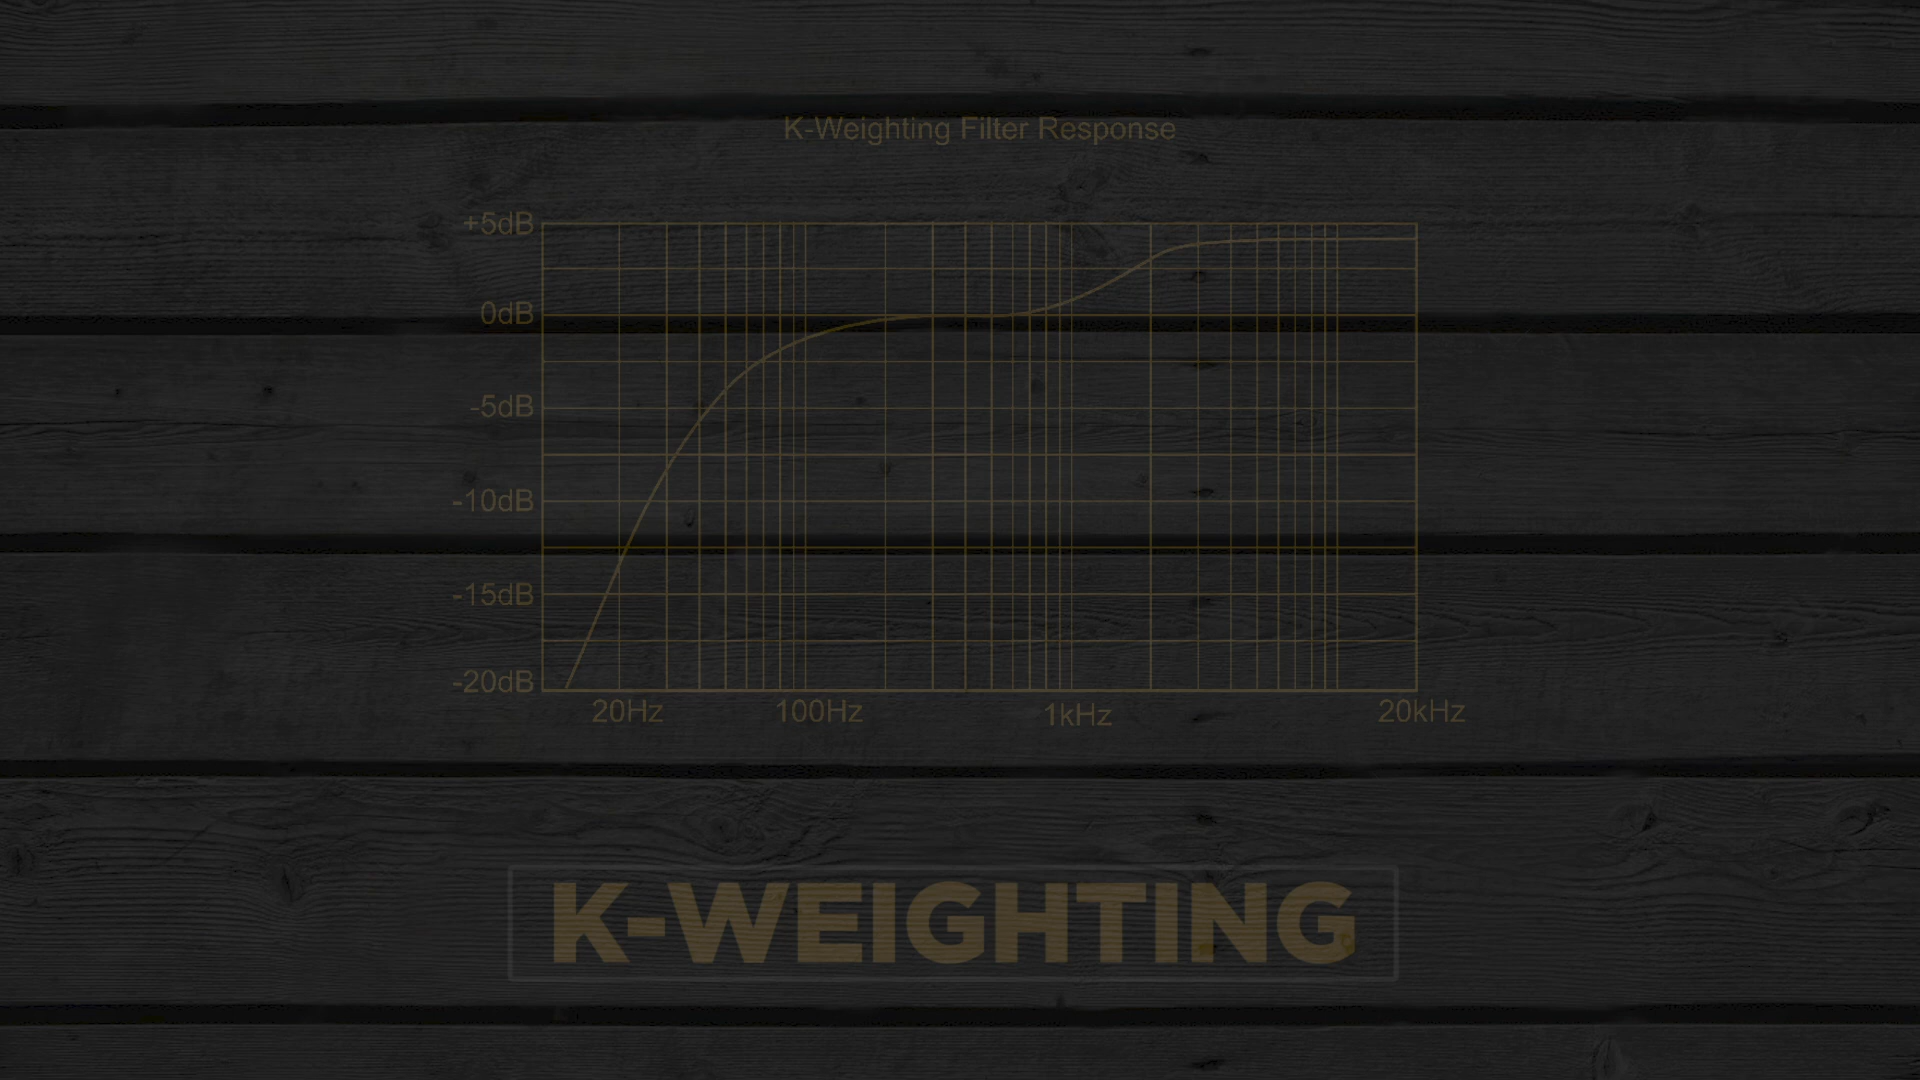 K-Weighting Filter Response
+5dB
0dB
-5dB
-10dB
-15dB
-20dB
20Hz 100Hz 1kHz 20kHz
K-WEIGHTING